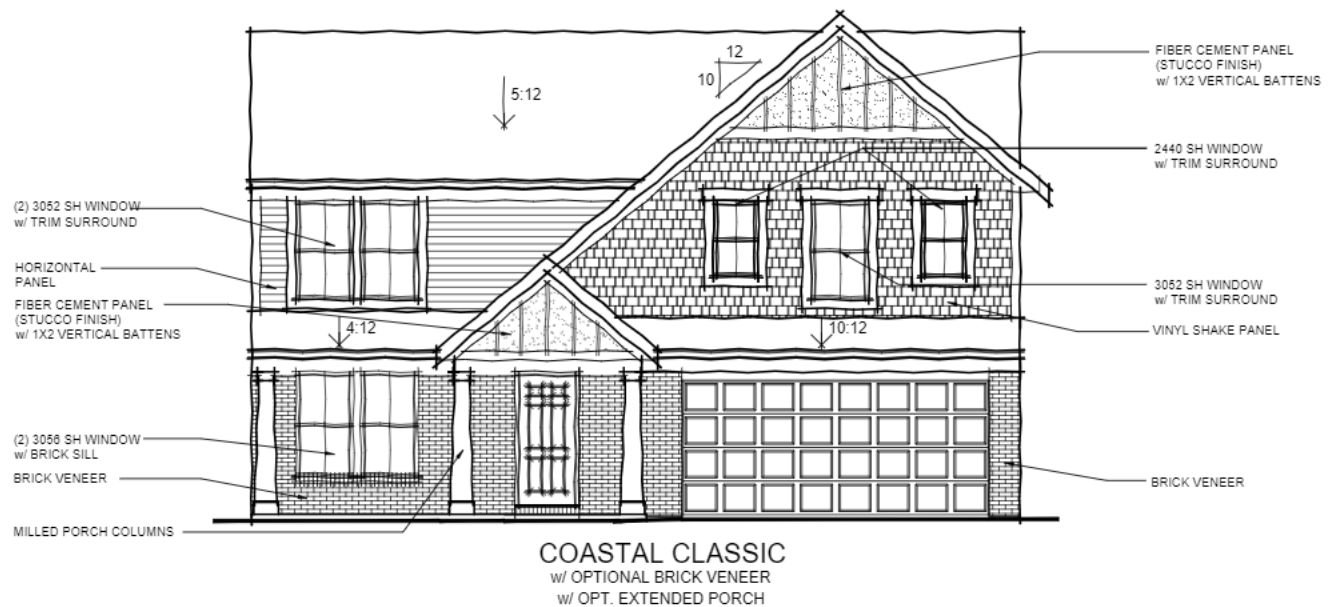 12
10
5:12
FIBER CEMENT PANEL
(STUCCO FINISH)
w/ 1X2 VERTICAL BATTENS
2440 SH WINDOW
w/ TRIM SURROUND
(2) 3052 SH WINDOW
w/ TRIM SURROUND
HORIZONTAL
PANEL
FIBER CEMENT PANEL
(STUCCO FINISH)
w/ 1X2 VERTICAL BATTENS
4:12
10:12
3052 SH WINDOW
w/ TRIM SURROUND
VINYL SHAKE PANEL
(2) 3056 SH WINDOW
w/ BRICK SILL
BRICK VENEER
MILLED PORCH COLUMNS
BRICK VENEER
COASTAL CLASSIC
w/ OPTIONAL BRICK VENEER
w/ OPT. EXTENDED PORCH